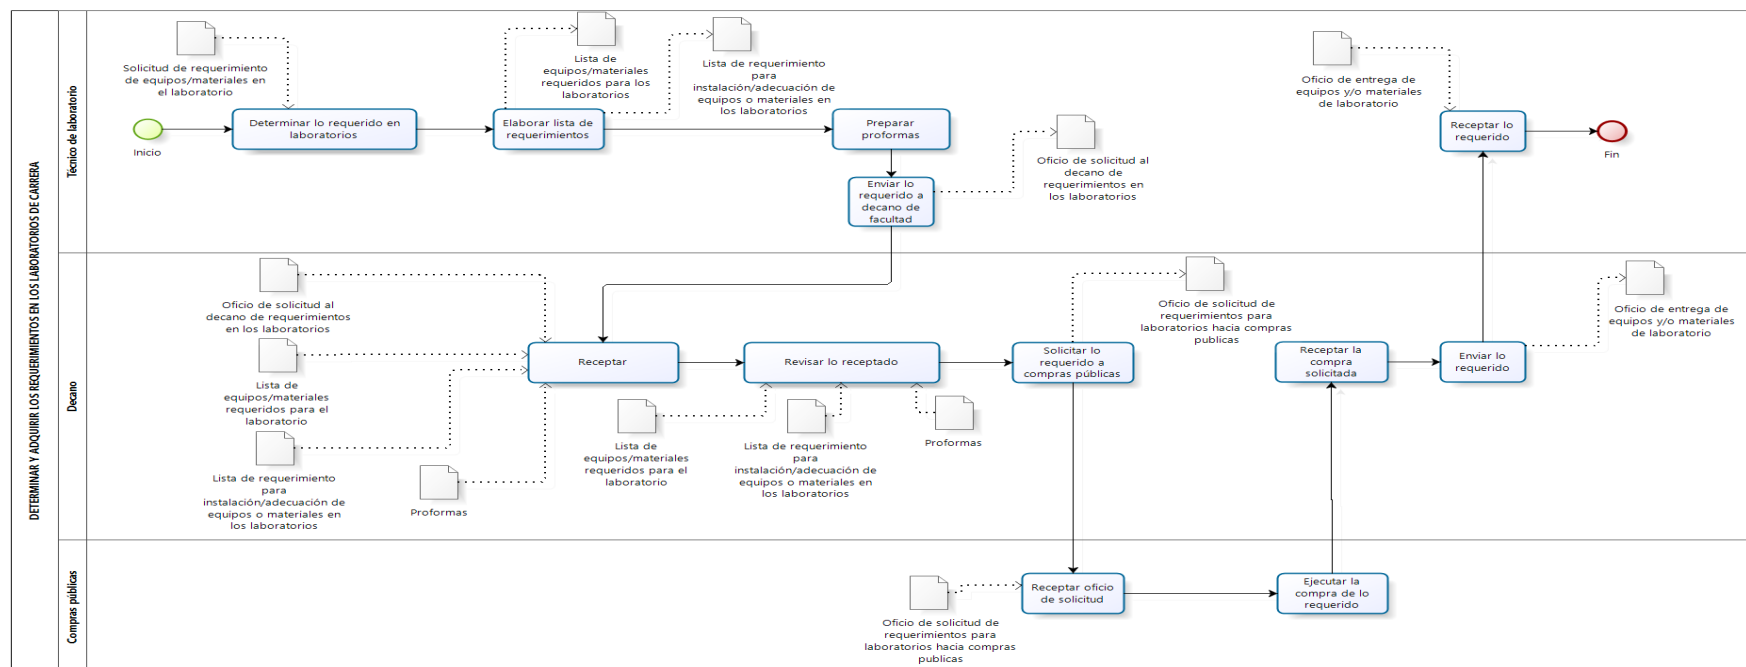 DETERMINAR Y ADQUIRIR LOS REQUERIMIENTOS EN LOS LABORATORIOS DE CARRERA
Técnico de laboratorio
Solicitud de requerimiento
de equipos/materiales en
el laboratorio
Inicio
Determinar lo requerido en
laboratorios
Elaborar lista de
requerimientos
Lista de
equipos/materiales
requeridos para los
laboratorios
Lista de requerimiento
para
instalación/adecuación de
equipos o materiales en
los laboratorios
Preparar
proformas
Enviar lo
requerido a
decano de
facultad
Oficio de solicitud al
decano de
requerimientos en
los laboratorios
Oficio de entrega de
equipos y/o materiales
de laboratorio
Receptar lo
requerido
Fin
Decano
Oficio de solicitud al
decano de requerimientos
en los laboratorios
Lista de
equipos/materiales
requeridos para el
laboratorio
Lista de requerimiento
para
instalación/adecuación de
equipos o materiales en
los laboratorios
Proformas
Receptar
Revisar lo receptado
Lista de
equipos/materiales
requeridos para el
laboratorio
Lista de requerimiento
para
instalación/adecuación de
equipos o materiales en
los laboratorios
Proformas
Solicitar lo
requerido a
compras públicas
Oficio de solicitud de
requerimientos para
laboratorios hacia compras
publicas
Receptar la
compra
solicitada
Enviar lo
requerido
Oficio de entrega de
equipos y/o materiales
de laboratorio
Compras públicas
Oficio de solicitud de
requerimientos para
laboratorios hacia compras
publicas
Receptar oficio
de solicitud
Ejecutar la
compra de lo
requerido